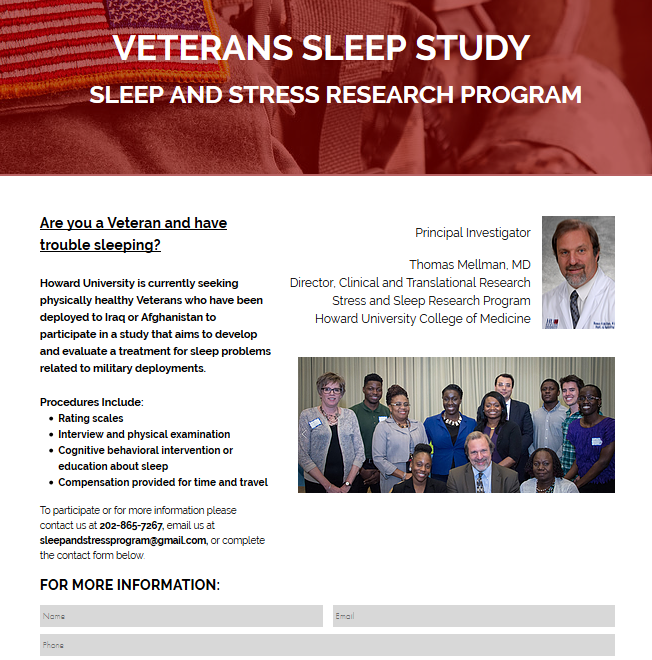 VETERANS SLEEP STUDY
SLEEP AND STRESS RESEARCH PROGRAM
Are you a Veteran and have
trouble sleeping?
Howard University is currently seeking
physically healthy Veterans who have been
deployed to Iraq or Afghanistan to
participate in a study that aims to develop
and evaluate a treatment for sleep problems
related to military deployments.
Procedures Include:
• Rating scales
• Interview and physical examination
• Cognitive behavioral intervention or
education about sleep
• Compensation provided for time and travel
To participate or for more information please
contact us at 202-865-7267, email us at
sleepandstressprogram@gmail.com, or complete
the contact form below.
Principal Investigator
Thomas Mellman, MD
Director, Clinical and Translational Research
Stress and Sleep Research Program
Howard University College of Medicine
FOR MORE INFORMATION:
Name
Email
Phone